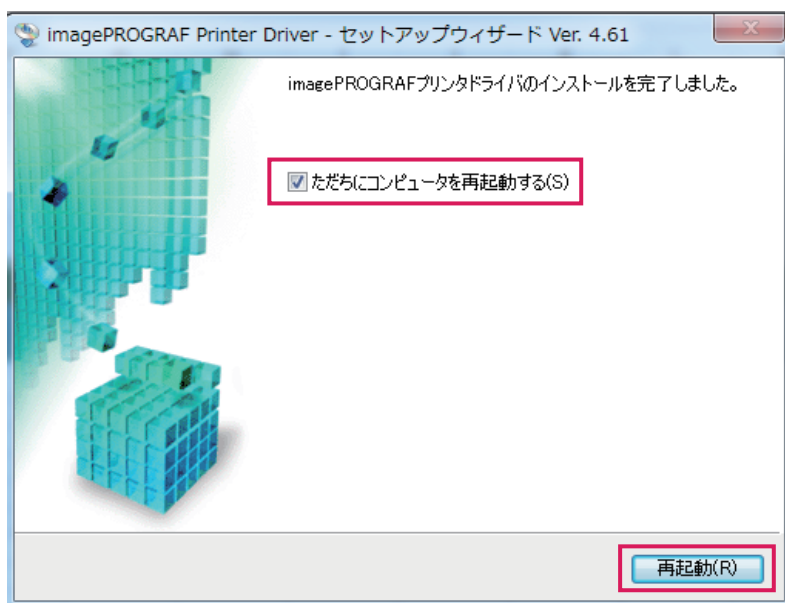 imagePROGRAF Printer Driver - セットアップウィザード Ver. 4.61
imagePROGRAFプリンタドライバのインストールを完了しました。
ただちにコンピュータを再起動する(S)
再起動(R)